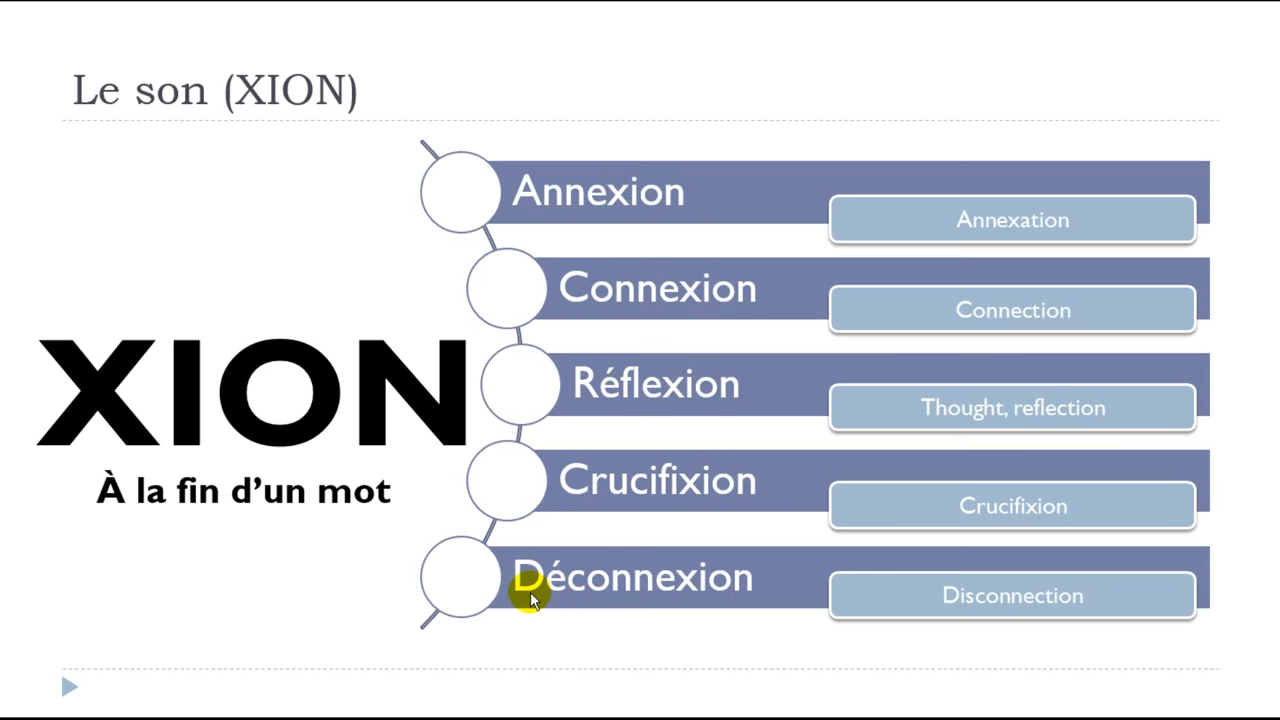 Le son (XION)
XION
À la fin d’un mot
Annexion
Annexation
Connexion
Connection
Réflexion
Thought, reflection
Crucifixion
Crucifixion
Déconnexion
Disconnection